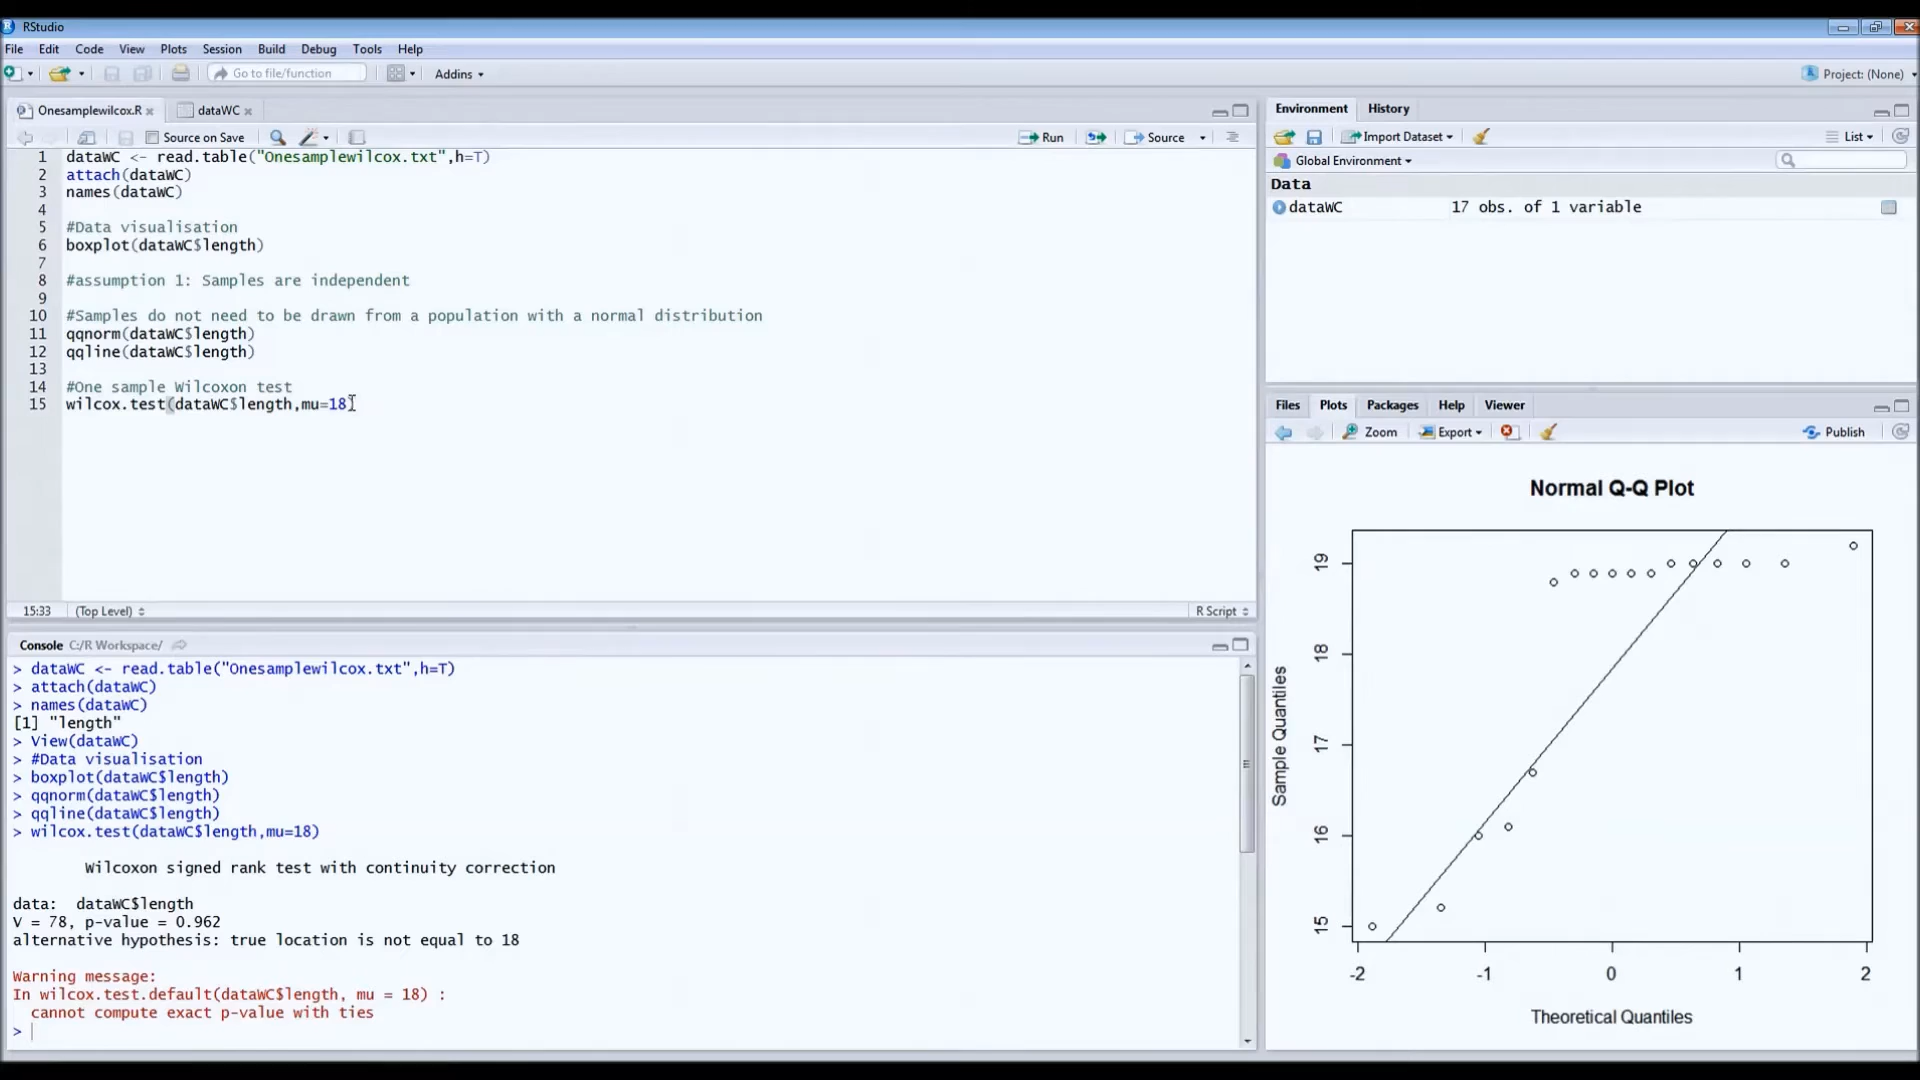 RStudio
File Edit Code View Plots Session Build Debug Tools Help
Go to file/function Addins Project: (None)
Onesamplewilcox.R dataWC
Source on Save Run Source
1 dataWC <- read.table("Onesamplewilcox.txt",h=T)
2 attach(dataWC)
3 names(dataWC)
4
5 #Data visualisation
6 boxplot(dataWC$length)
7
8 #assumption 1: Samples are independent
9
10 #Samples do not need to be drawn from a population with a normal distribution
11 qqnorm(dataWC$length)
12 qqline(dataWC$length)
13
14 #One sample Wilcoxon test
15 wilcox.test(dataWC$length,mu=18)
15:33 (Top Level) R Script
Console C:/R Workspace/
> dataWC <- read.table("Onesamplewilcox.txt",h=T)
> attach(dataWC)
> names(dataWC)
[1] "length"
> View(dataWC)
> #Data visualisation
> boxplot(dataWC$length)
> qqnorm(dataWC$length)
> qqline(dataWC$length)
> wilcox.test(dataWC$length,mu=18)
Wilcoxon signed rank test with continuity correction
data: dataWC$length
V = 78, p-value = 0.962
alternative hypothesis: true location is not equal to 18
Warning message:
In wilcox.test.default(dataWC$length, mu = 18) :
cannot compute exact p-value with ties
>
Environment History
Import Dataset List
Global Environment
Data
dataWC 17 obs. of 1 variable
Files Plots Packages Help Viewer
Zoom Export Publish
Normal Q-Q Plot
Sample Quantiles
19
18
17
16
15
-2 -1 0 1 2
Theoretical Quantiles